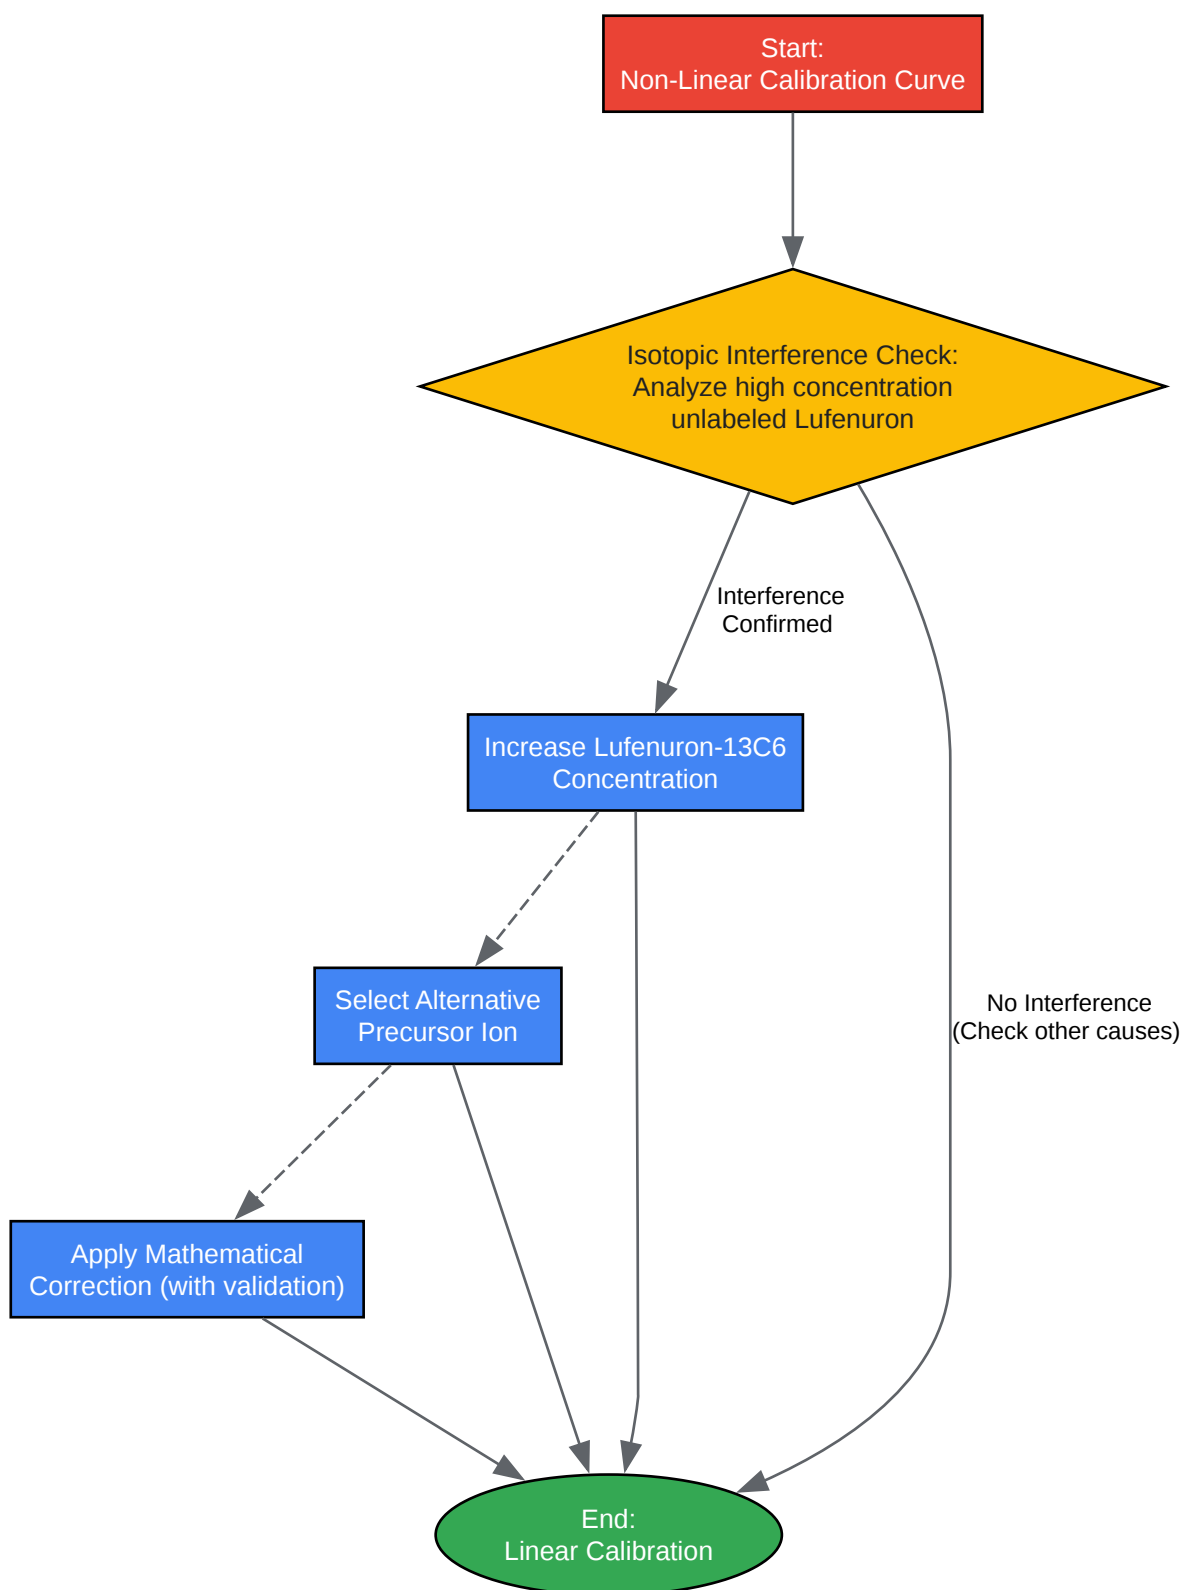 Start:
Non-Linear Calibration Curve
Isotopic Interference Check:
Analyze high concentration
unlabeled Lufenuron
Interference
Confirmed
Increase Lufenuron-13C6
Concentration
Select Alternative
Precursor Ion
No Interference
(Check other causes)
Apply Mathematical
Correction (with validation)
End:
Linear Calibration